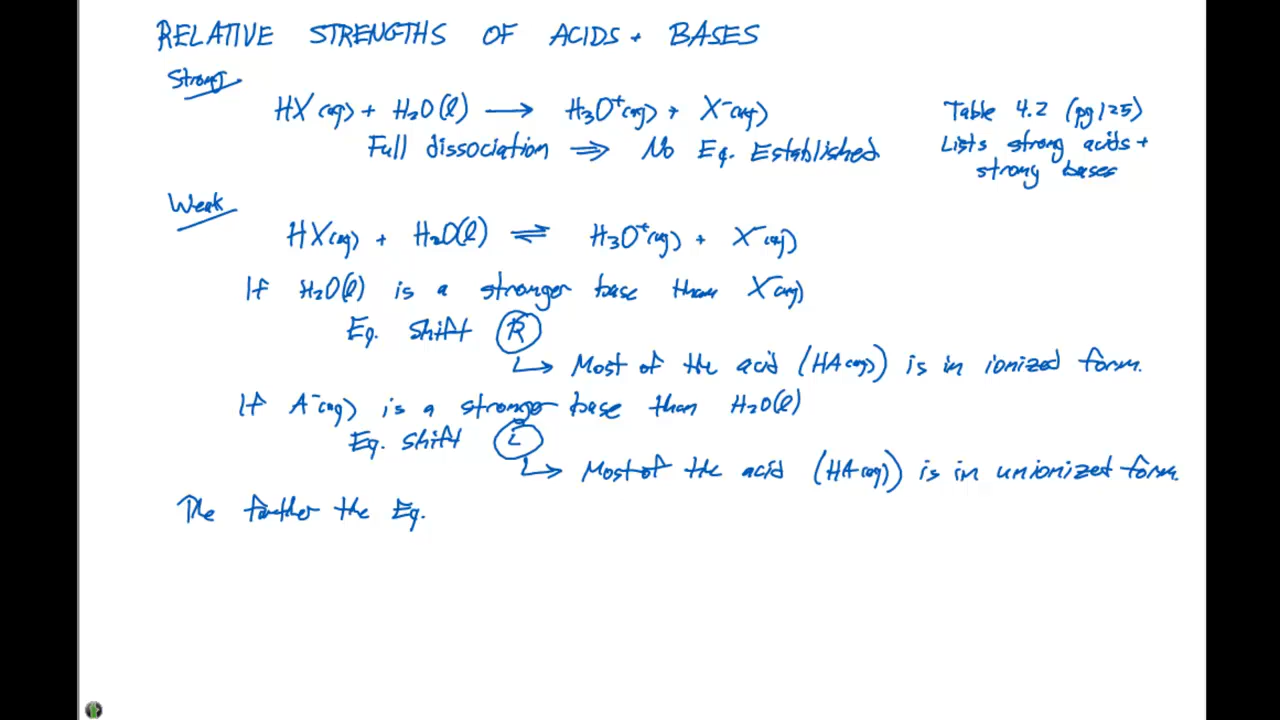 RELATIVE STRENGTHS OF ACIDS + BASES
Strong
HX(aq) + H₂O(l) → H₃O⁺(aq) + X⁻(aq)
Full dissociation ⇒ No Eq. Established
Table 4.2 (pg 125)
Lists strong acids +
strong bases
Weak
HX(aq) + H₂O(l) ⇌ H₃O⁺(aq) + X⁻(aq)
If H₂O(l) is a stronger base than X⁻(aq)
Eq. shift R
↳ Most of the acid (HA(aq)) is in ionized form.
If A⁻(aq) is a stronger base than H₂O(l)
Eq. shift L
↳ Most of the acid (HA(aq)) is in unionized form.
The farther the Eq.